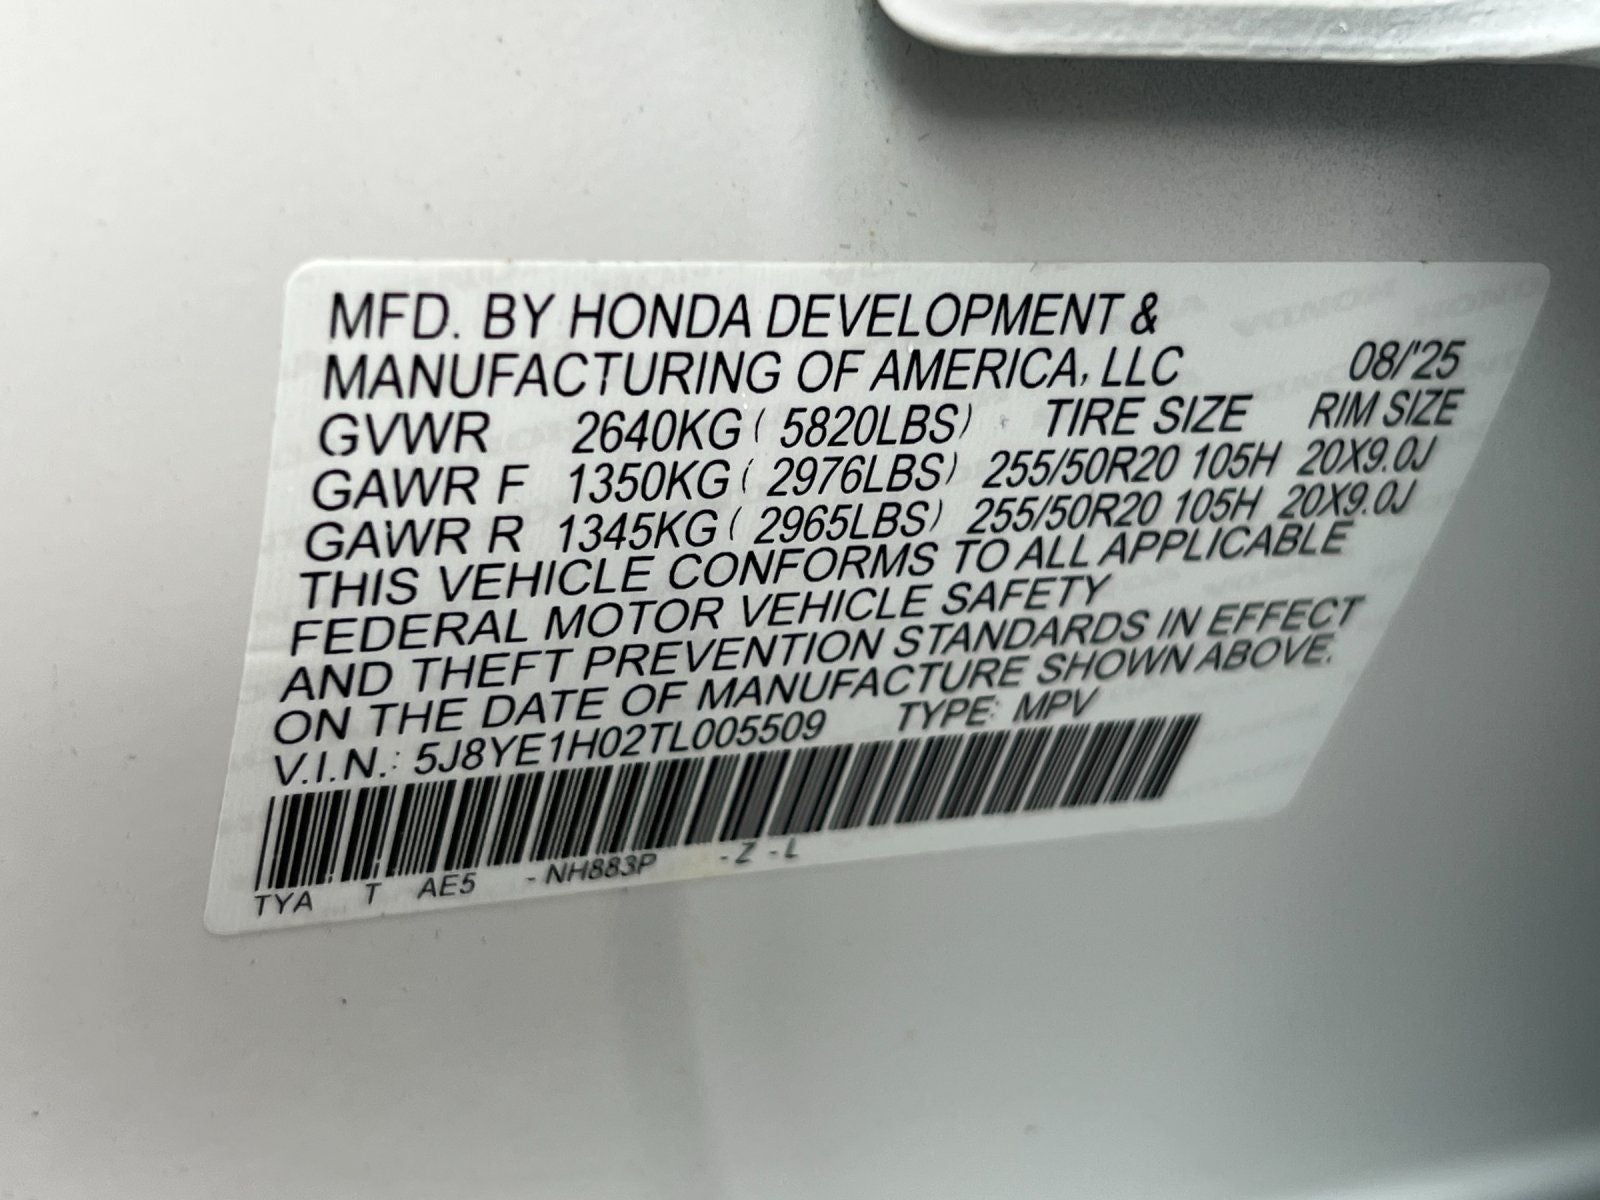 MFD. BY HONDA DEVELOPMENT &
MANUFACTURING OF AMERICA, LLC 08/'25
GVWR 2640KG ( 5820LBS) TIRE SIZE RIM SIZE
GAWR F 1350KG ( 2976LBS) 255/50R20 105H 20X9.0J
GAWR R 1345KG ( 2965LBS) 255/50R20 105H 20X9.0J
THIS VEHICLE CONFORMS TO ALL APPLICABLE
FEDERAL MOTOR VEHICLE SAFETY
AND THEFT PREVENTION STANDARDS IN EFFECT
ON THE DATE OF MANUFACTURE SHOWN ABOVE.
V.I.N.: 5J8YE1H02TL005509 TYPE: MPV
TYA T AE5 - NH883P - Z - L